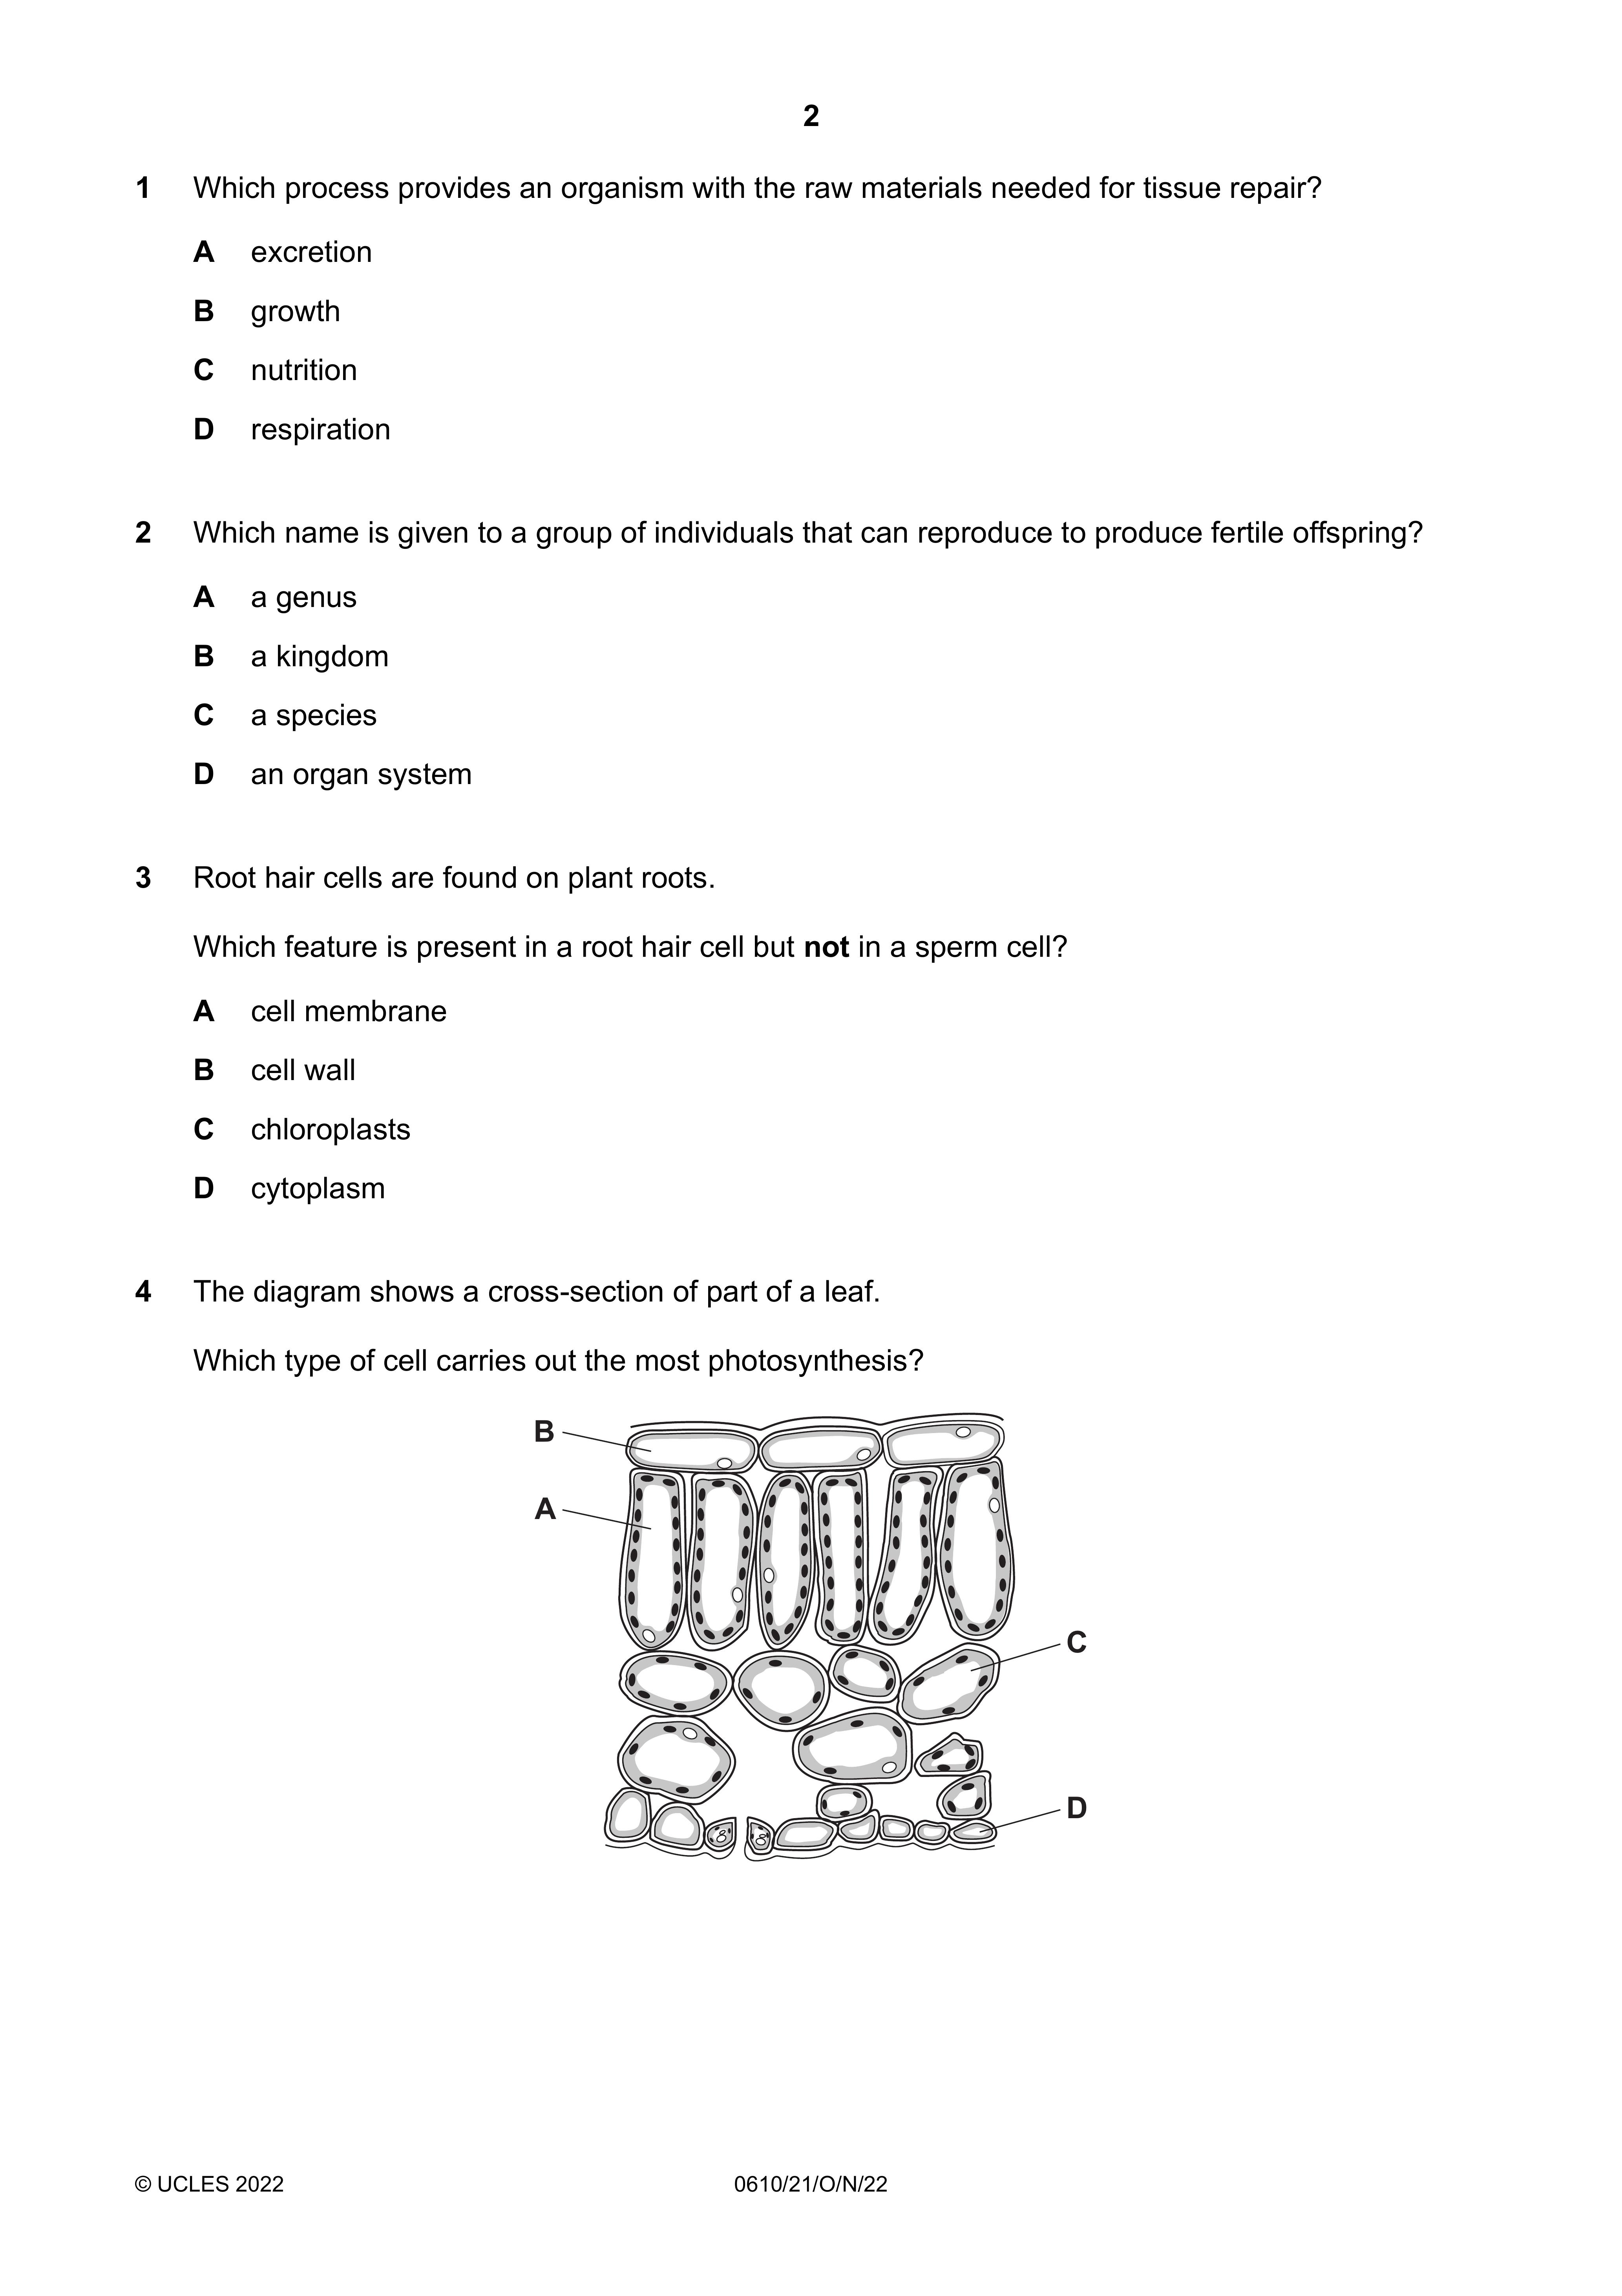 2
1 Which process provides an organism with the raw materials needed for tissue repair?
A excretion
B growth
C nutrition
D respiration
2 Which name is given to a group of individuals that can reproduce to produce fertile offspring?
A a genus
B a kingdom
C a species
D an organ system
3 Root hair cells are found on plant roots.
Which feature is present in a root hair cell but not in a sperm cell?
A cell membrane
B cell wall
C chloroplasts
D cytoplasm
4 The diagram shows a cross-section of part of a leaf.
Which type of cell carries out the most photosynthesis?
B
A
C
D
© UCLES 2022 0610/21/O/N/22